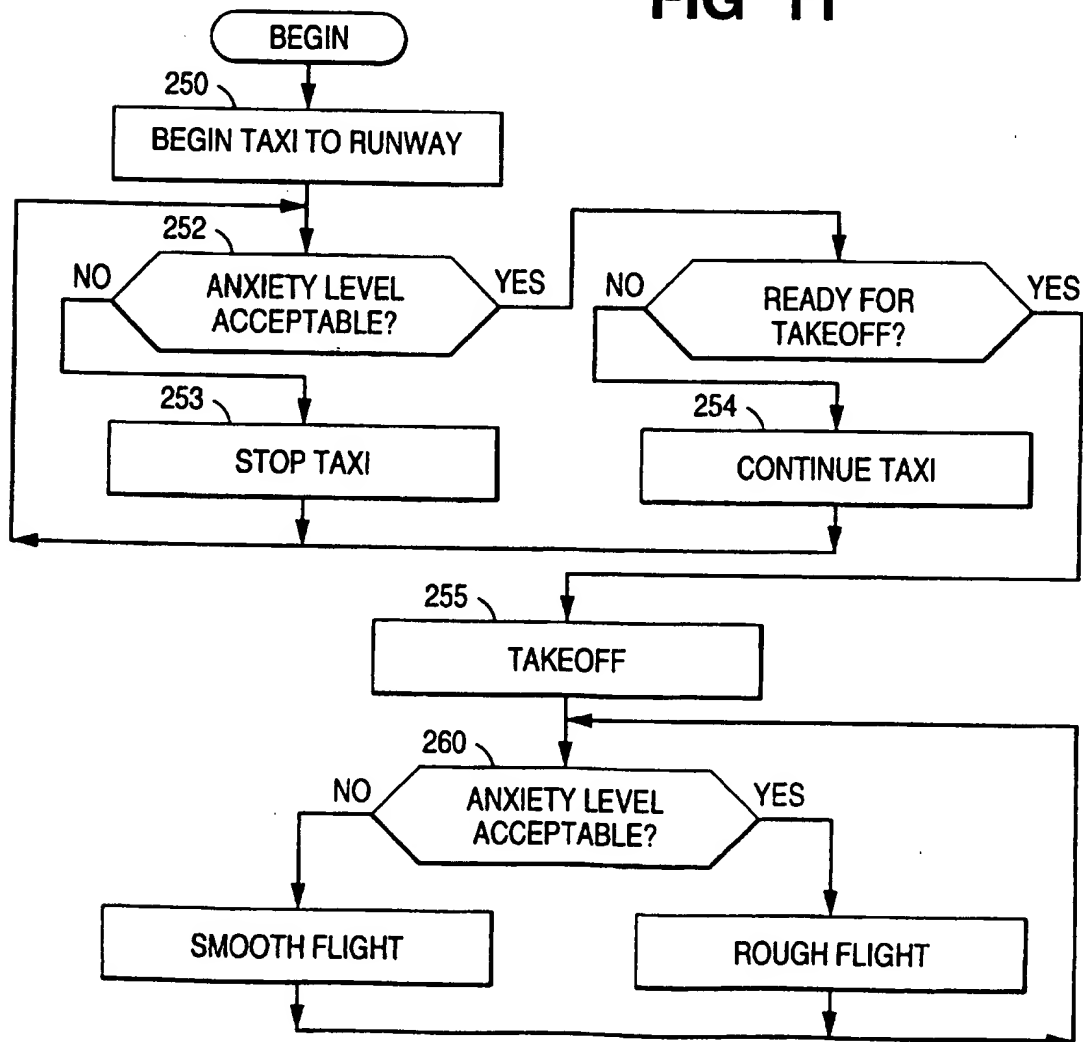 FIG 11
BEGIN
250
BEGIN TAXI TO RUNWAY
252
NO
ANXIETY LEVEL
ACCEPTABLE?
YES
NO
READY FOR
TAKEOFF?
YES
253
STOP TAXI
254
CONTINUE TAXI
255
TAKEOFF
260
NO
ANXIETY LEVEL
ACCEPTABLE?
YES
SMOOTH FLIGHT
ROUGH FLIGHT